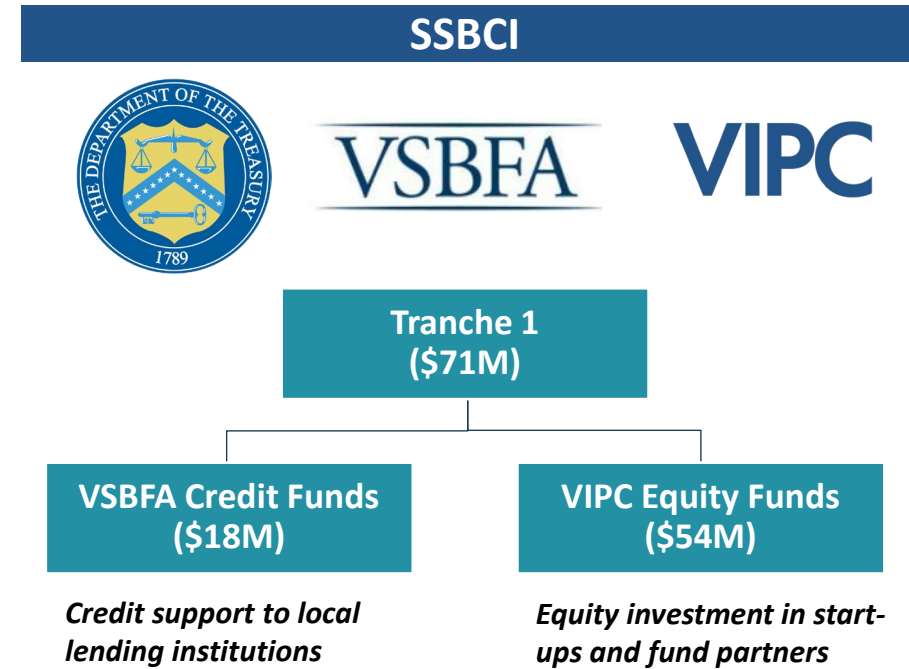 SSBCI
THE DEPARTMENT OF THE TREASURY
1789
VSBFA
VIPC
Tranche 1
($71M)
VSBFA Credit Funds
($18M)
VIPC Equity Funds
($54M)
Credit support to local
lending institutions
Equity investment in start-
ups and fund partners